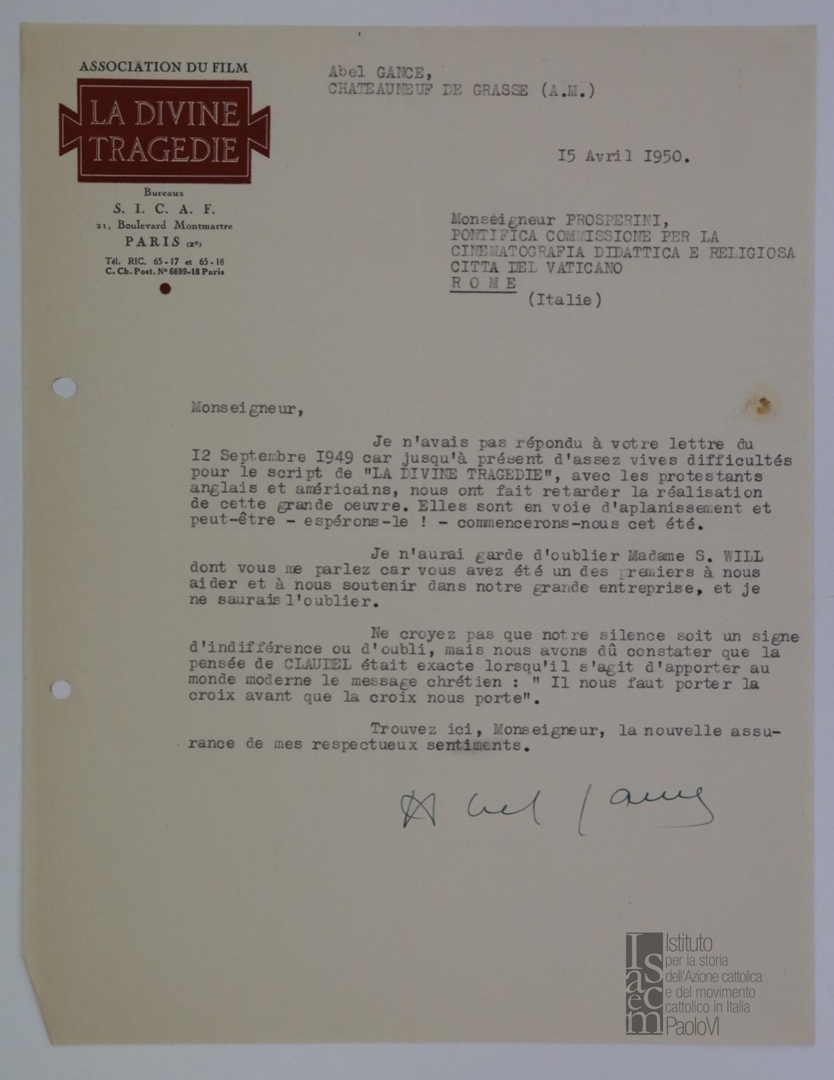 ASSOCIATION DU FILM
LA DIVINE
TRAGEDIE
Bureaux
S. I. C. A. F.
21, Boulevard Montmartre
PARIS (2e)
Tél. RIC. 65-17 et 65-18
C. Ch. Post. N° 6699-18 Paris
Abel GANCE,
CHATEAUNEUF DE GRASSE (A.M.)
15 Avril 1950.
Monseigneur PROSPERINI,
PONTIFICA COMMISSIONE PER LA
CINEMATOGRAFIA DIDATTICA E RELIGIOSA
CITTA DEL VATICANO
R O M E
(Italie)
Monseigneur,
Je n'avais pas répondu à votre lettre du
12 Septembre 1949 car jusqu'à présent d'assez vives difficultés
pour le script de "LA DIVINE TRAGEDIE", avec les protestants
anglais et américains, nous ont fait retarder la réalisation
de cette grande oeuvre. Elles sont en voie d'aplanissement et
peut-être - espérons-le ! - commencerons-nous cet été.
Je n'aurai garde d'oublier Madame S. WILL
dont vous me parlez car vous avez été un des premiers à nous
aider et à nous soutenir dans notre grande entreprise, et je
ne saurais l'oublier.
Ne croyez pas que notre silence soit un signe
d'indifférence ou d'oubli, mais nous avons dû constater que la
pensée de CLAUDEL était exacte lorsqu'il s'agit d'apporter au
monde moderne le message chrétien : " Il nous faut porter la
croix avant que la croix nous porte".
Trouvez ici, Monseigneur, la nouvelle assu-
rance de mes respectueux sentiments.
Abel Gance
Isacem
Istituto
per la storia
dell'Azione cattolica
e del movimento
cattolico in Italia
PaoloVI